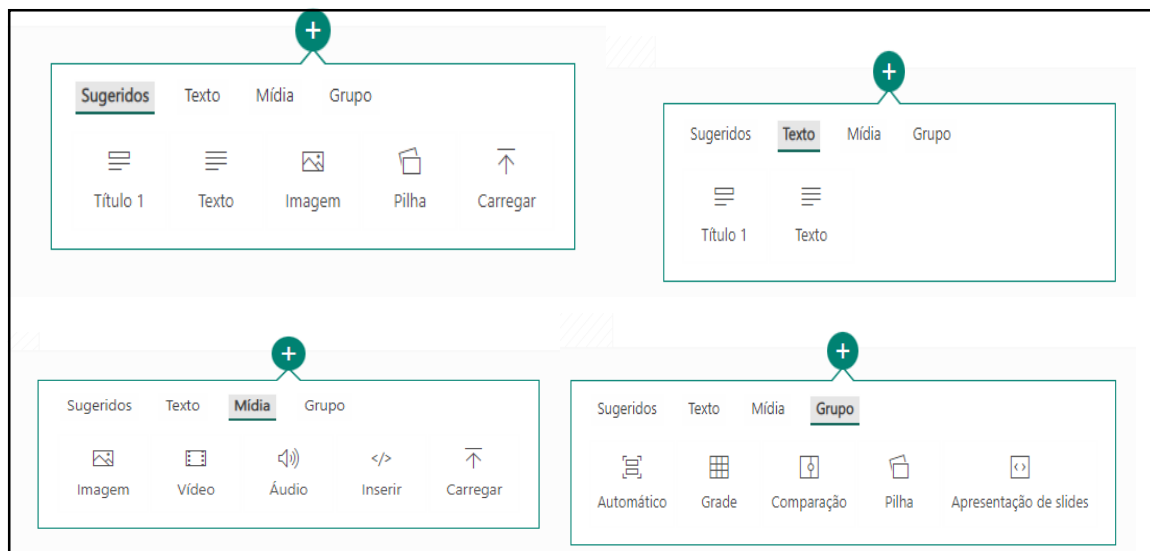 Sugeridos Texto Mídia Grupo
Título 1 Texto Imagem Pilha Carregar
Sugeridos Texto Mídia Grupo
Título 1 Texto
Sugeridos Texto Mídia Grupo
Imagem Vídeo Áudio Inserir Carregar
Sugeridos Texto Mídia Grupo
Automático Grade Comparação Pilha Apresentação de slides